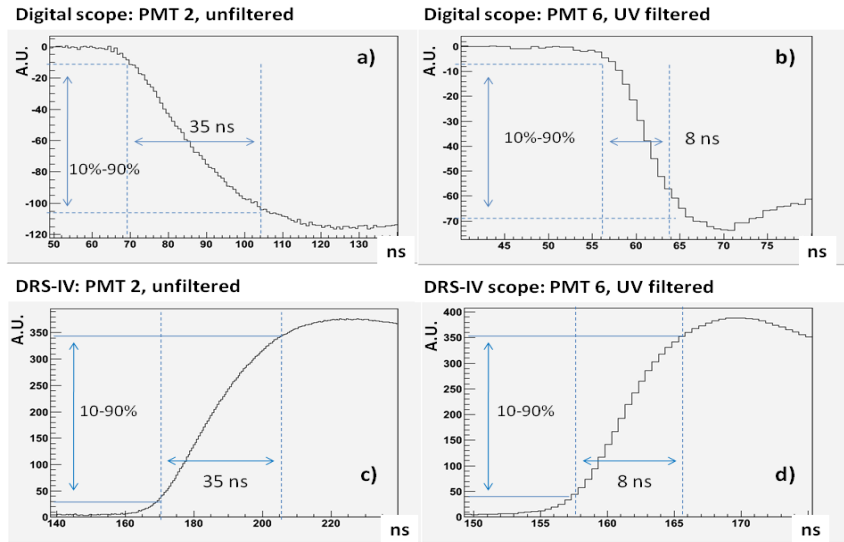 Digital scope: PMT 2, unfiltered
A.U.
0
-20
-40
-60
-80
-100
-120
a)
35 ns
10%-90%
50 60 70 80 90 100 110 120 130
ns
Digital scope: PMT 6, UV filtered
A.U.
0
-10
-20
-30
-40
-50
-60
-70
b)
10%-90%
8 ns
45 50 55 60 65 70 75
ns
DRS-IV: PMT 2, unfiltered
A.U.
350
300
250
200
150
100
50
0
10-90%
35 ns
c)
140 160 180 200 220
ns
DRS-IV scope: PMT 6, UV filtered
A.U.
400
350
300
250
200
150
100
50
0
10-90%
8 ns
d)
150 155 160 165 170
ns